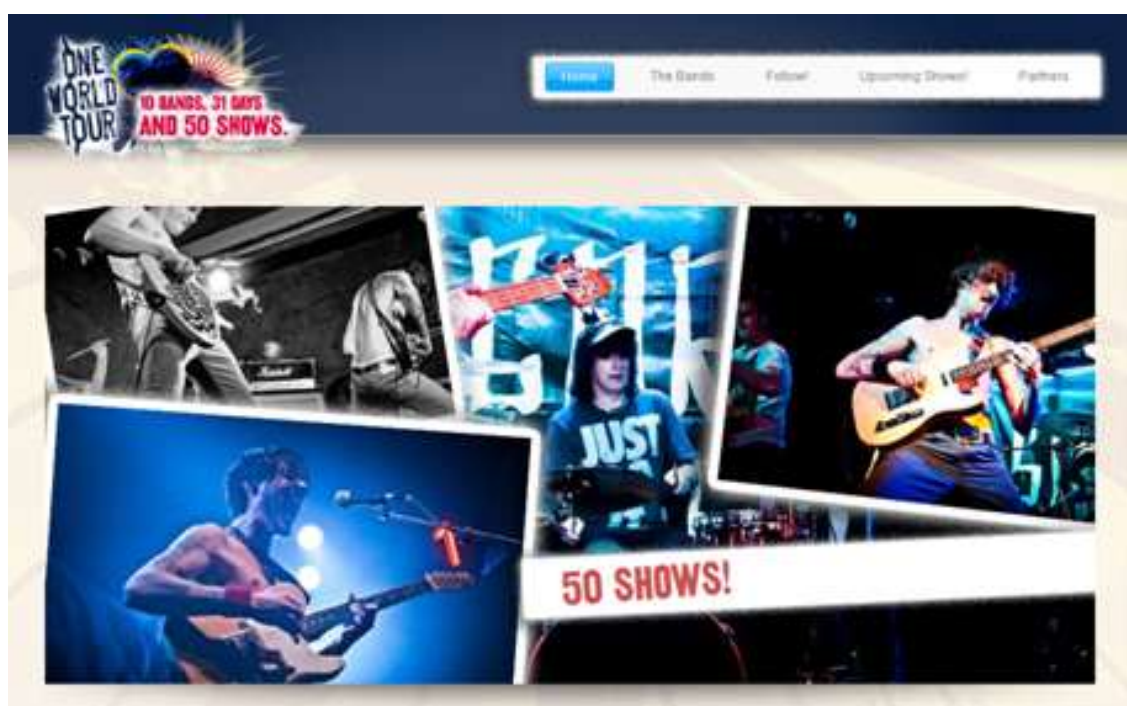 ONE
WORLD
TOUR
10 BANDS, 31 DAYS
AND 50 SHOWS.
Home
The Bands
Follow!
Upcoming Shows!
Partners
Marshall
JUST
50 SHOWS!